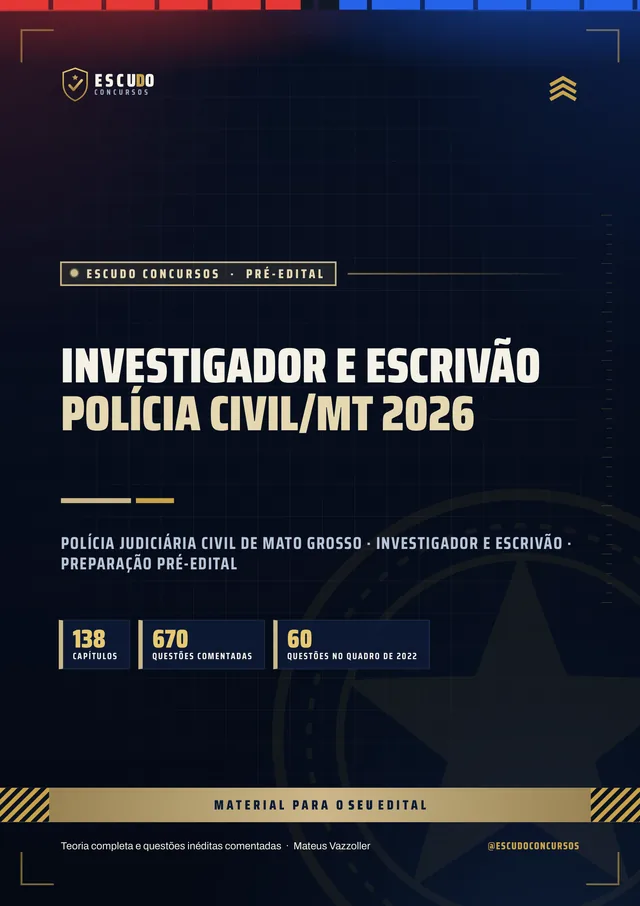 ESCUDO
CONCURSOS
ESCUDO CONCURSOS · PRÉ-EDITAL
INVESTIGADOR E ESCRIVÃO
POLÍCIA CIVIL/MT 2026
POLÍCIA JUDICIÁRIA CIVIL DE MATO GROSSO · INVESTIGADOR E ESCRIVÃO ·
PREPARAÇÃO PRÉ-EDITAL
138
CAPÍTULOS
670
QUESTÕES COMENTADAS
60
QUESTÕES NO QUADRO DE 2022
MATERIAL PARA O SEU EDITAL
Teoria completa e questões inéditas comentadas · Mateus Vazzoller
@ESCUDOCONCURSOS